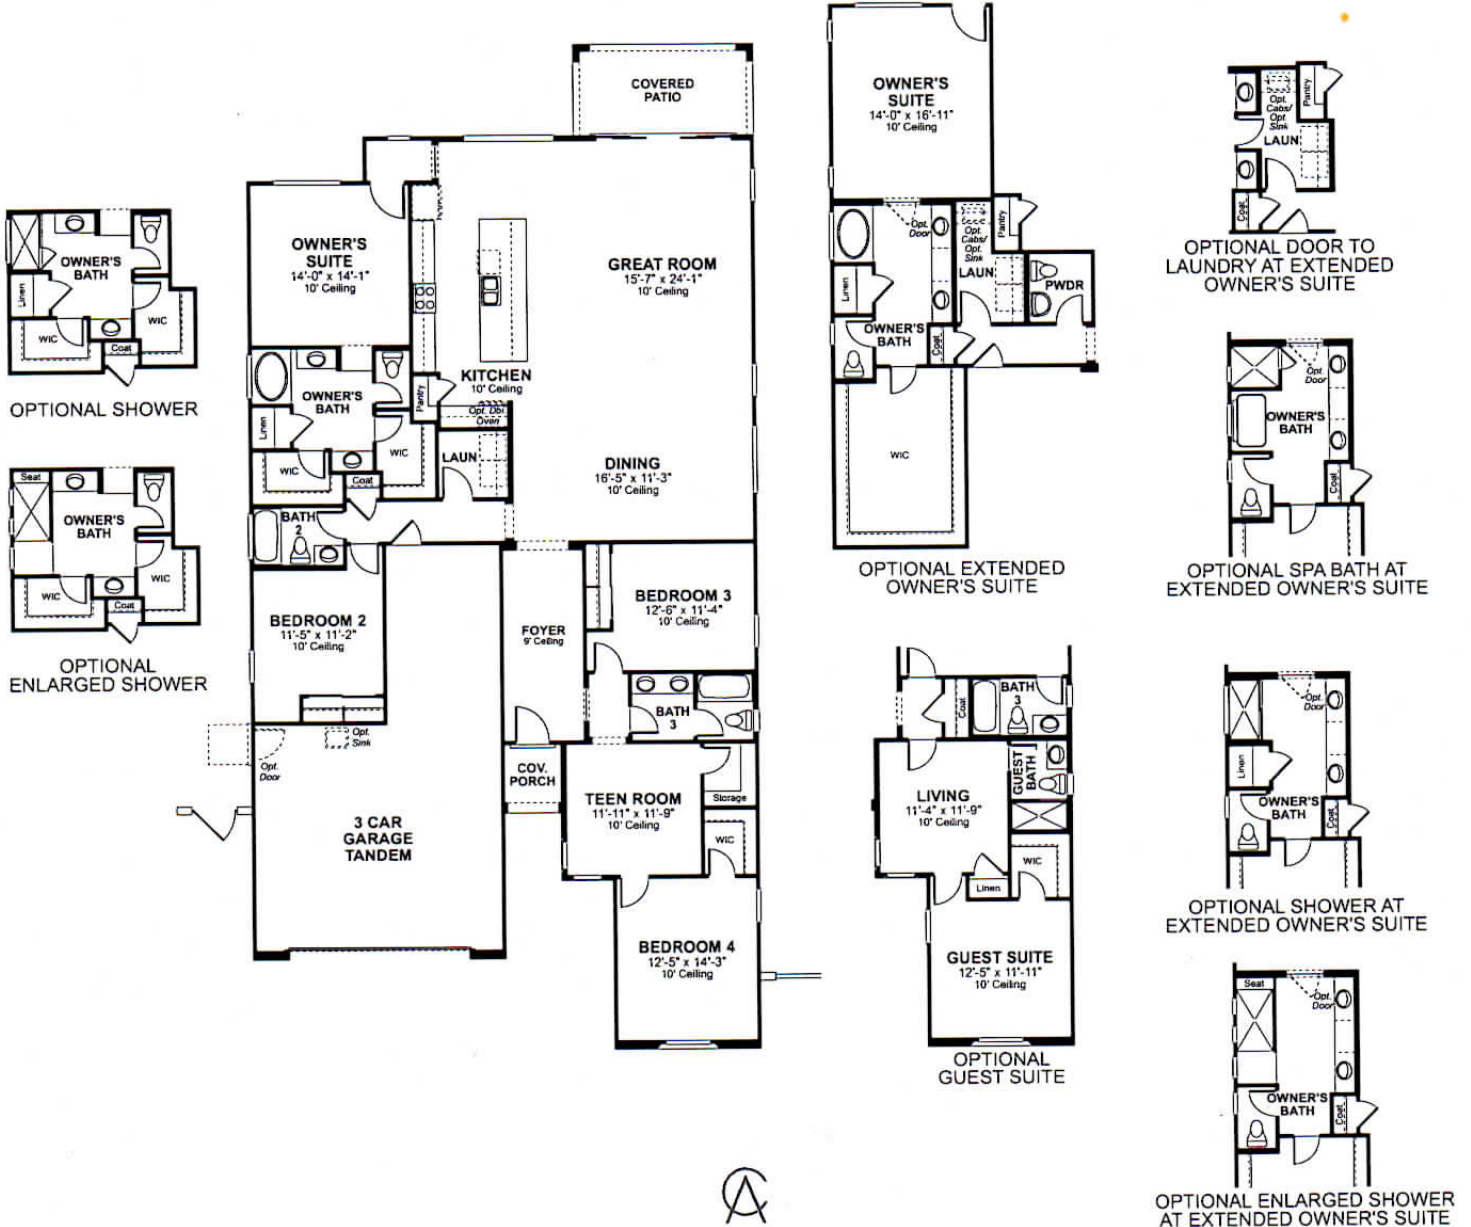 COVERED
PATIO
OWNER'S
SUITE
14'-0" x 14'-1"
10' Ceiling
GREAT ROOM
15'-7" x 24'-1"
10' Ceiling
KITCHEN
10' Ceiling
Pantry
Opt. Dbl
Oven
OWNER'S
BATH
Linen
WIC
WIC
Coat
LAUN
DINING
16'-5" x 11'-3"
10' Ceiling
BATH
2
BEDROOM 2
11'-5" x 11'-2"
10' Ceiling
FOYER
9' Ceiling
BEDROOM 3
12'-6" x 11'-4"
10' Ceiling
BATH
3
Opt.
Sink
Opt.
Door
COV.
PORCH
TEEN ROOM
11'-11" x 11'-9"
10' Ceiling
Storage
WIC
3 CAR
GARAGE
TANDEM
BEDROOM 4
12'-5" x 14'-3"
10' Ceiling
OWNER'S
BATH
Linen
WIC
WIC
Coat
OPTIONAL SHOWER
Seat
OWNER'S
BATH
WIC
WIC
Coat
OPTIONAL
ENLARGED SHOWER
OWNER'S
SUITE
14'-0" x 16'-11"
10' Ceiling
Opt.
Door
Opt.
Cabs/
Opt.
Sink
Pantry
LAUN
PWDR
Linen
OWNER'S
BATH
Coat
WIC
OPTIONAL EXTENDED
OWNER'S SUITE
BATH
3
Coat
GUEST
BATH
LIVING
11'-4" x 11'-9"
10' Ceiling
WIC
Linen
GUEST SUITE
12'-5" x 11'-11"
10' Ceiling
OPTIONAL
GUEST SUITE
Opt.
Cabs/
Opt.
Sink
Pantry
LAUN
Coat
OPTIONAL DOOR TO
LAUNDRY AT EXTENDED
OWNER'S SUITE
Opt.
Door
OWNER'S
BATH
Coat
OPTIONAL SPA BATH AT
EXTENDED OWNER'S SUITE
Opt.
Door
Linen
OWNER'S
BATH
Coat
OPTIONAL SHOWER AT
EXTENDED OWNER'S SUITE
Seat
Opt.
Door
OWNER'S
BATH
Coat
OPTIONAL ENLARGED SHOWER
AT EXTENDED OWNER'S SUITE